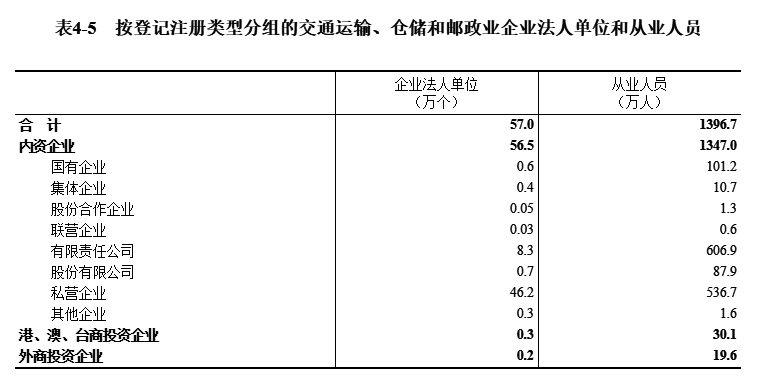 表4-5 按登记注册类型分组的交通运输、仓储和邮政业企业法人单位和从业人员
企业法人单位 从业人员
（万个） （万人）
合 计 57.0 1396.7
内资企业 56.5 1347.0
国有企业 0.6 101.2
集体企业 0.4 10.7
股份合作企业 0.05 1.3
联营企业 0.03 0.6
有限责任公司 8.3 606.9
股份有限公司 0.7 87.9
私营企业 46.2 536.7
其他企业 0.3 1.6
港、澳、台商投资企业 0.3 30.1
外商投资企业 0.2 19.6